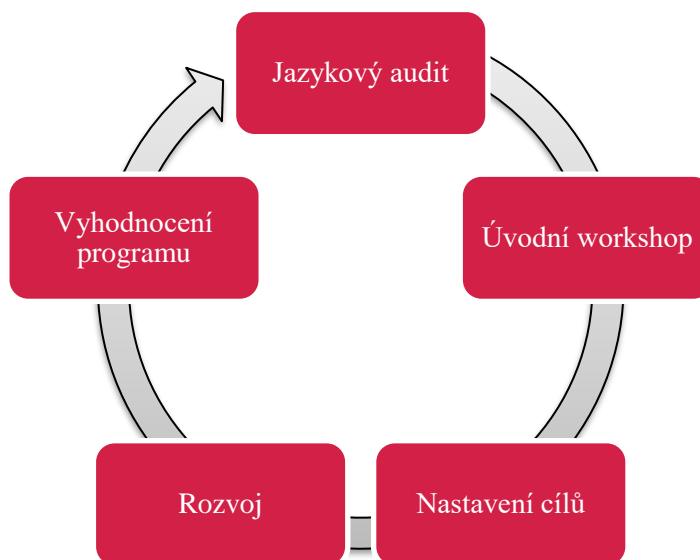 Jazykový audit
Úvodní workshop
Nastavení cílů
Rozvoj
Vyhodnocení
programu